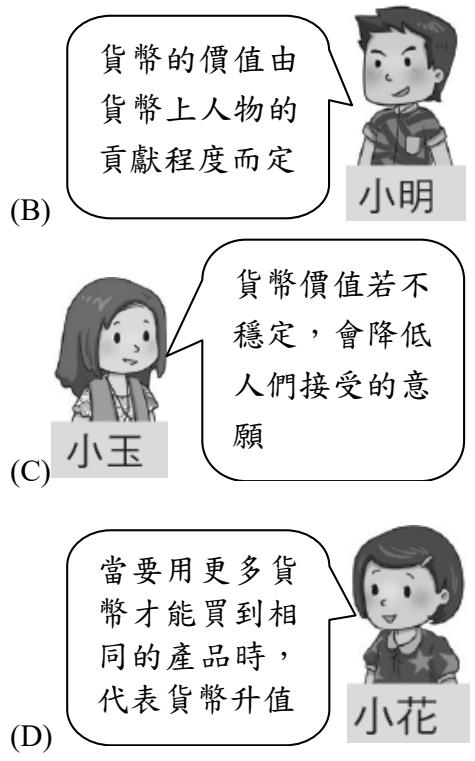 貨幣的價值由
貨幣上人物的
貢獻程度而定
(B)
小明
貨幣價值若不
穩定，會降低
人們接受的意
願
(C)
小玉
當要用更多貨
幣才能買到相
同的產品時，
代表貨幣升值
(D)
小花